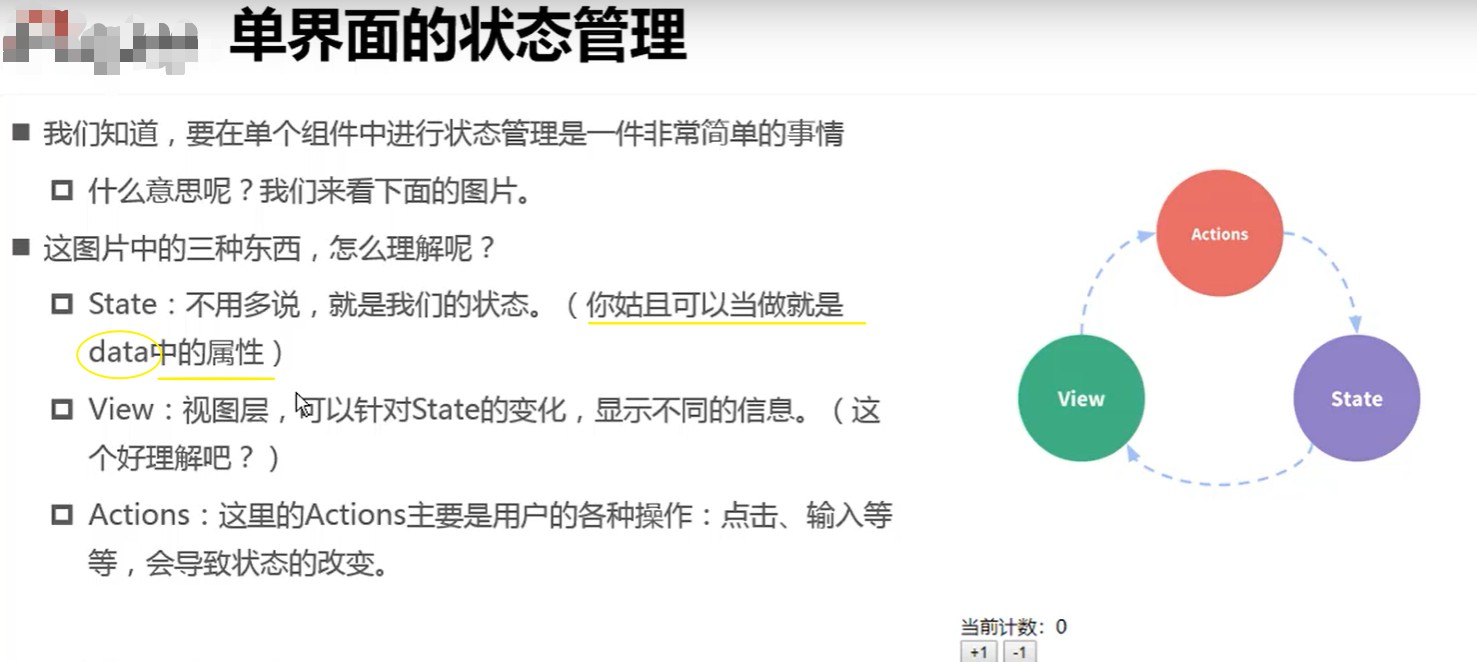 单界面的状态管理
我们知道，要在单个组件中进行状态管理是一件非常简单的事情
什么意思呢？我们来看下面的图片。
这图片中的三种东西，怎么理解呢？
State：不用多说，就是我们的状态。（你姑且可以当做就是
data中的属性）
View：视图层，可以针对State的变化，显示不同的信息。（这
个好理解吧？）
Actions：这里的Actions主要是用户的各种操作：点击、输入等
等，会导致状态的改变。
Actions
View
State
当前计数：0
+1 -1